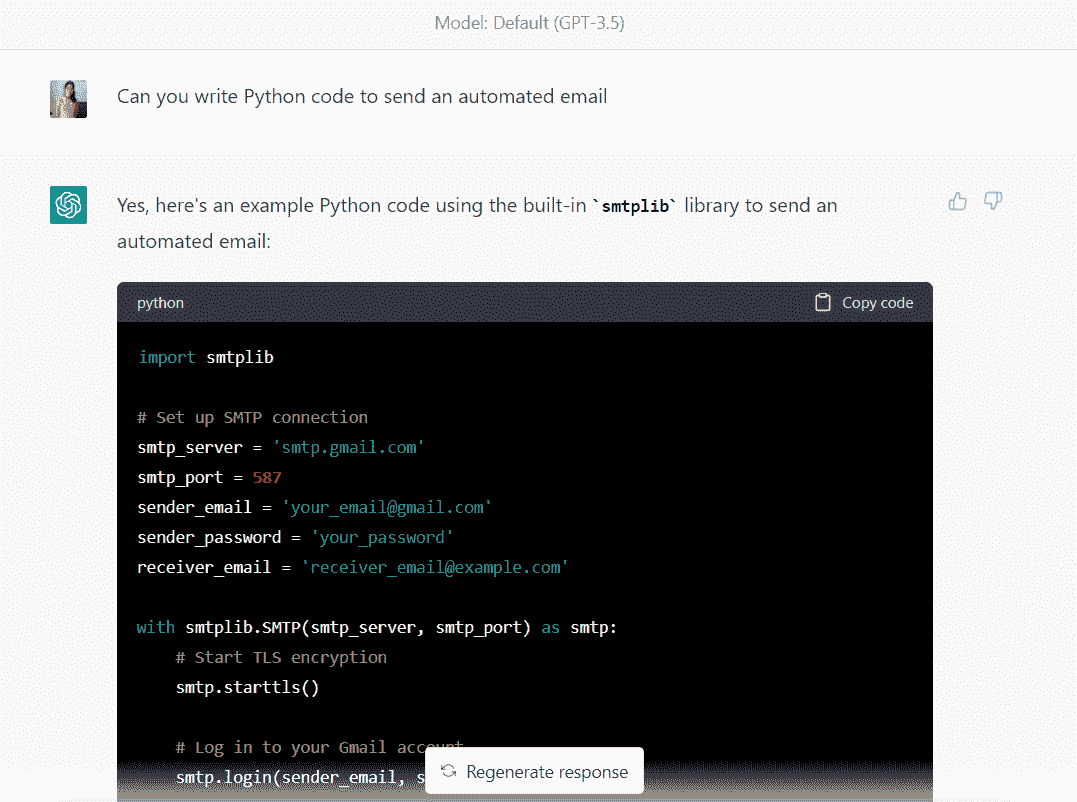 Model: Default (GPT-3.5)
Can you write Python code to send an automated email
Yes, here's an example Python code using the built-in `smtplib` library to send an
automated email:
python
Copy code
import smtplib
# Set up SMTP connection
smtp_server = 'smtp.gmail.com'
smtp_port = 587
sender_email = 'your_email@gmail.com'
sender_password = 'your_password'
receiver_email = 'receiver_email@example.com'
with smtplib.SMTP(smtp_server, smtp_port) as smtp:
    # Start TLS encryption
    smtp.starttls()
    # Log in to your Gmail account
    smtp.login(sender_email, s
Regenerate response